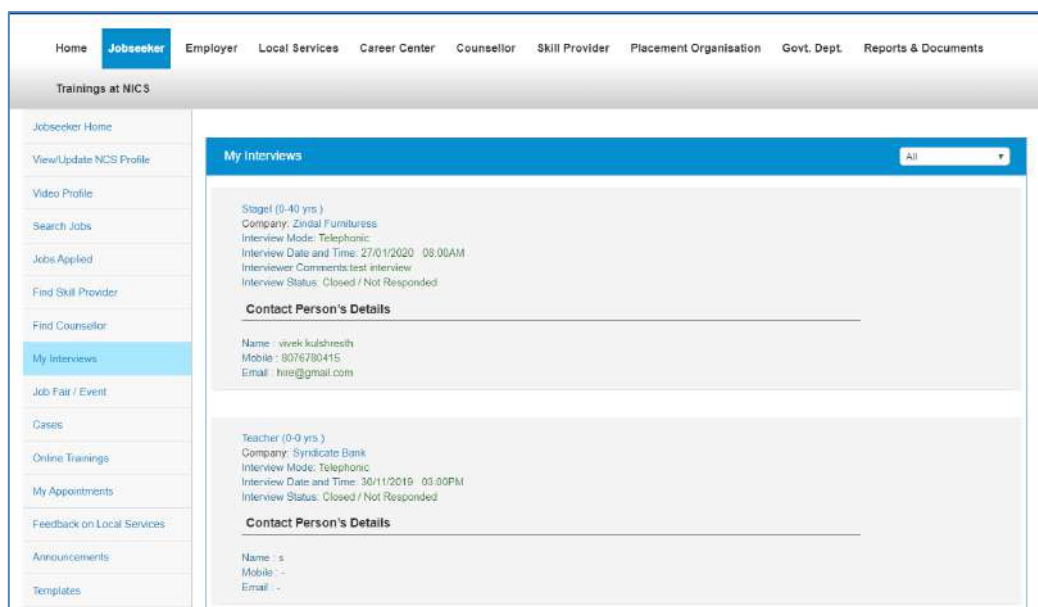 Home Jobseeker Employer Local Services Career Center Counsellor Skill Provider Placement Organisation Govt. Dept. Reports & Documents
Trainings at NICS
Jobseeker Home
View/Update NCS Profile
Video Profile
Search Jobs
Jobs Applied
Find Skill Provider
Find Counsellor
My Interviews
Job Fair / Event
Cases
Online Trainings
My Appointments
Feedback on Local Services
Announcements
Templates
My Interviews
All
StageI (0-40 yrs.)
Company: Zindal Furnituress
Interview Mode: Telephonic
Interview Date and Time: 27/01/2020 08:00AM
Interviewer Comments:test interview
Interview Status: Closed / Not Responded
Contact Person's Details
Name : vivek kulshresth
Mobile : 8076780415
Email : hire@gmail.com
Teacher (0-0 yrs.)
Company: Syndicate Bank
Interview Mode: Telephonic
Interview Date and Time: 30/11/2019 03:00PM
Interview Status: Closed / Not Responded
Contact Person's Details
Name : s
Mobile : -
Email : -